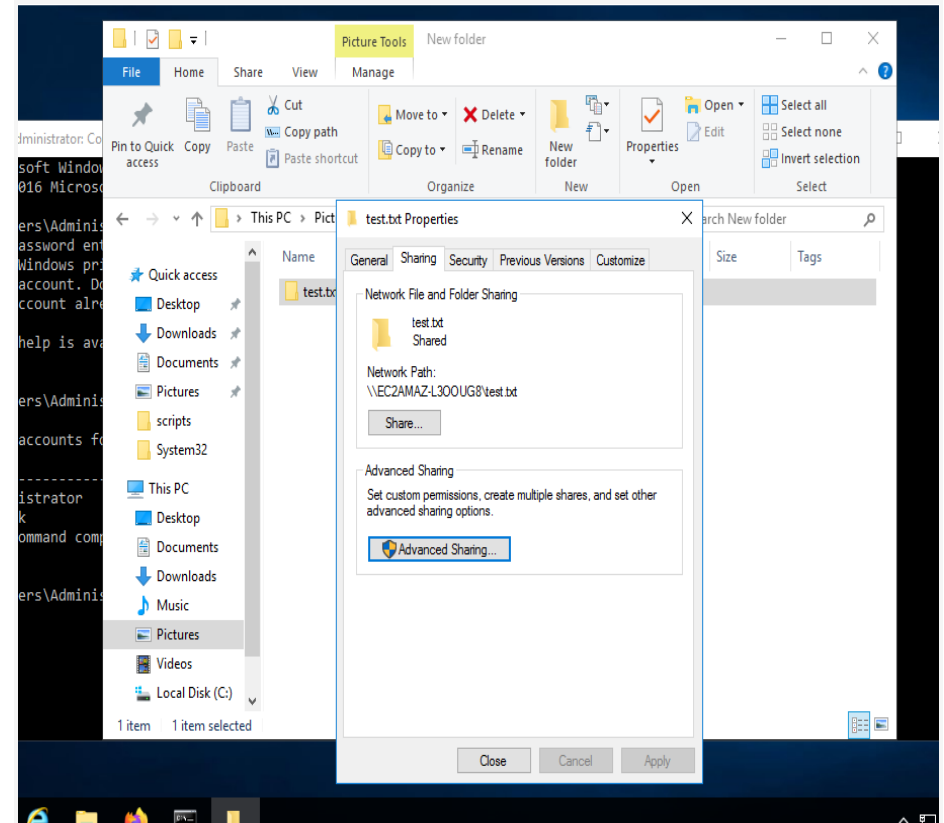 Picture Tools
New folder
File
Home
Share
View
Manage
Pin to Quick access
Copy
Paste
Cut
Copy path
Paste shortcut
Clipboard
Move to
Copy to
Delete
Rename
Organize
New folder
New
Properties
Open
Edit
Open
Select all
Select none
Invert selection
Select
This PC > Pict
arch New folder
Quick access
Desktop
Downloads
Documents
Pictures
scripts
System32
This PC
Desktop
Documents
Downloads
Music
Pictures
Videos
Local Disk (C:)
1 item
1 item selected
Name
Size
Tags
test.tx
test.txt Properties
General
Sharing
Security
Previous Versions
Customize
Network File and Folder Sharing
test.txt
Shared
Network Path:
\\EC2AMAZ-L3OOUG8\test.txt
Share...
Advanced Sharing
Set custom permissions, create multiple shares, and set other
advanced sharing options.
Advanced Sharing...
Close
Cancel
Apply
dministrator: Co
soft Window
016 Microso
ers\Adminis
assword ent
Windows pri
account. Do
ccount alre
help is ava
ers\Adminis
accounts fo
-----------
istrator
k
ommand comp
ers\Adminis